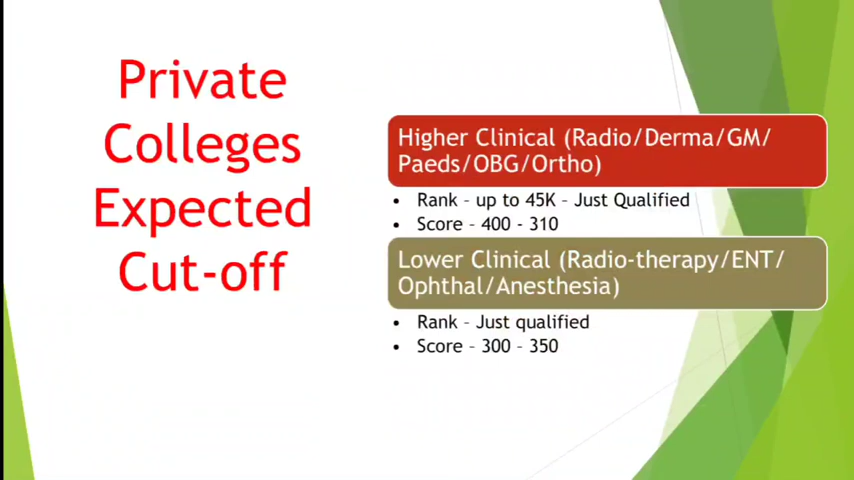 Private
Colleges
Expected
Cut-off
Higher Clinical (Radio/Derma/GM/
Paeds/OBG/Ortho)
• Rank – up to 45K – Just Qualified
• Score – 400 - 310
Lower Clinical (Radio-therapy/ENT/
Ophthal/Anesthesia)
• Rank – Just qualified
• Score – 300 – 350